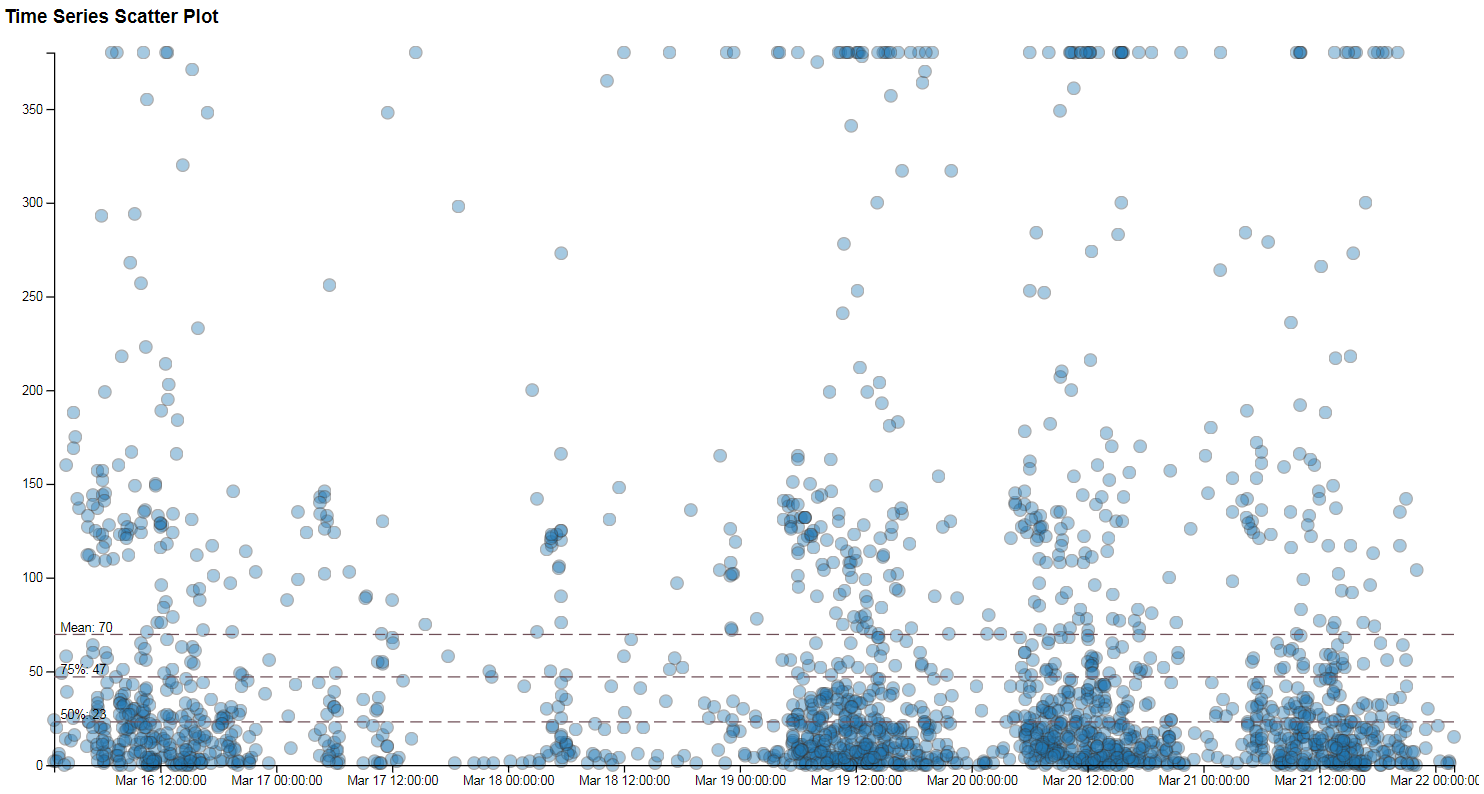 Time Series Scatter Plot
350
300
250
200
150
100
50
0
Mean: 70
75%: 47
50%: 23
Mar 16 12:00:00
Mar 17 00:00:00
Mar 17 12:00:00
Mar 18 00:00:00
Mar 18 12:00:00
Mar 19 00:00:00
Mar 19 12:00:00
Mar 20 00:00:00
Mar 20 12:00:00
Mar 21 00:00:00
Mar 21 12:00:00
Mar 22 00:00:00